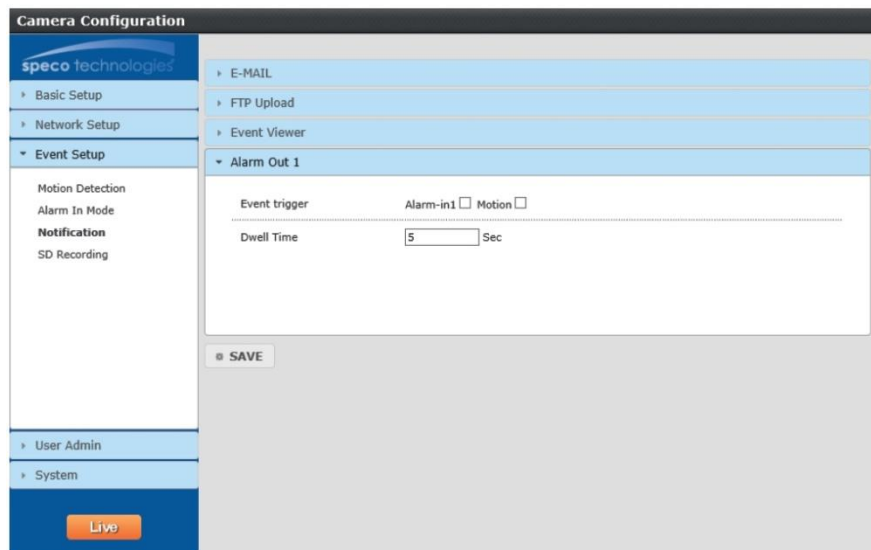 Camera Configuration
speco technologies
Basic Setup
Network Setup
Event Setup
Motion Detection
Alarm In Mode
Notification
SD Recording
User Admin
System
Live
E-MAIL
FTP Upload
Event Viewer
Alarm Out 1
Event trigger Alarm-in1 Motion
Dwell Time 5 Sec
SAVE